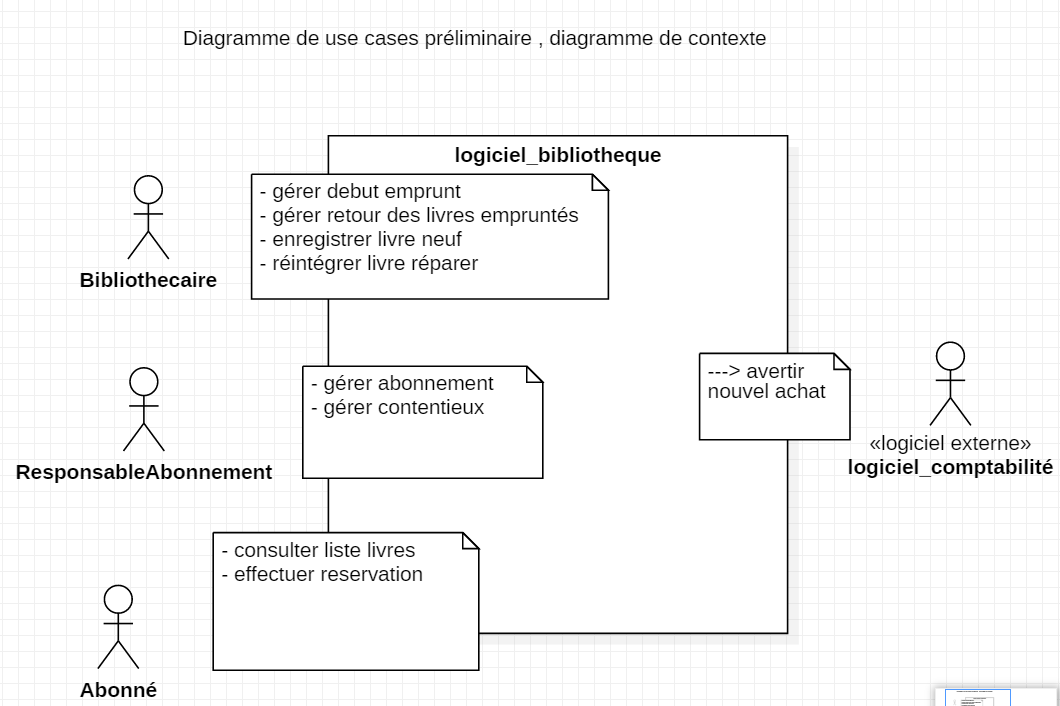 Diagramme de use cases préliminaire , diagramme de contexte
logiciel_bibliotheque
- gérer debut emprunt
- gérer retour des livres empruntés
- enregistrer livre neuf
- réintégrer livre réparer
Bibliothecaire
- gérer abonnement
- gérer contentieux
ResponsableAbonnement
---> avertir
nouvel achat
«logiciel externe»
logiciel_comptabilité
- consulter liste livres
- effectuer reservation
Abonné